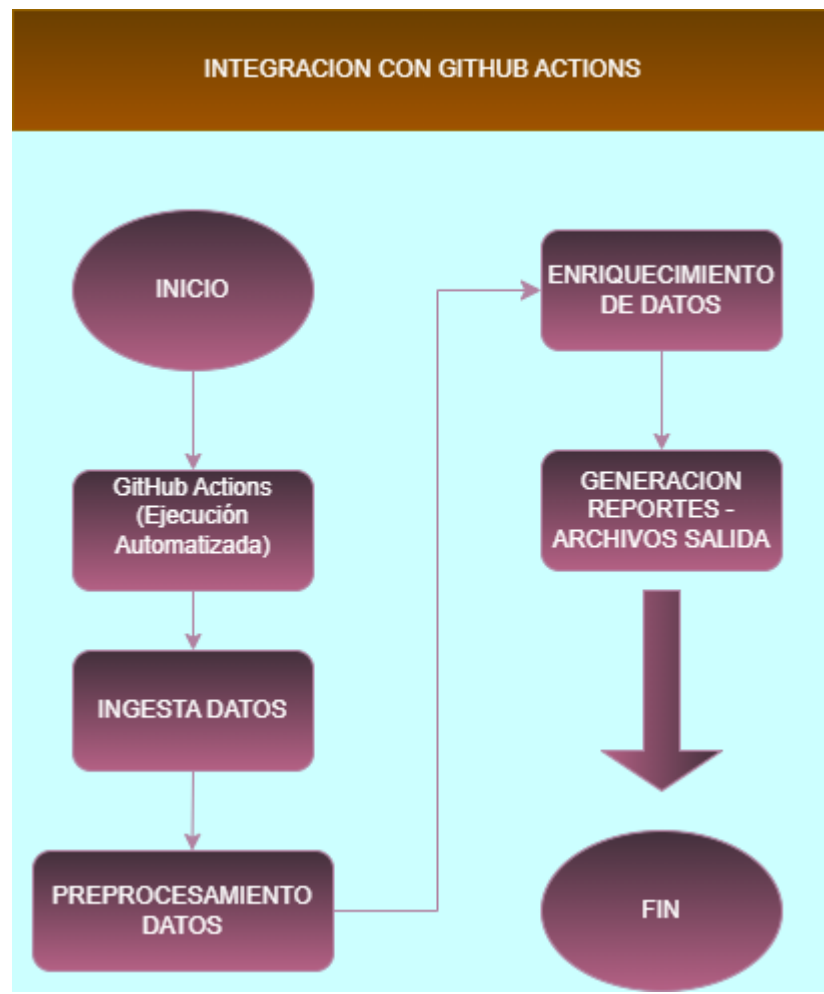 INTEGRACION CON GITHUB ACTIONS
INICIO
GitHub Actions
(Ejecución
Automatizada)
INGESTA DATOS
PREPROCESAMIENTO
DATOS
ENRIQUECIMIENTO
DE DATOS
GENERACION
REPORTES -
ARCHIVOS SALIDA
FIN